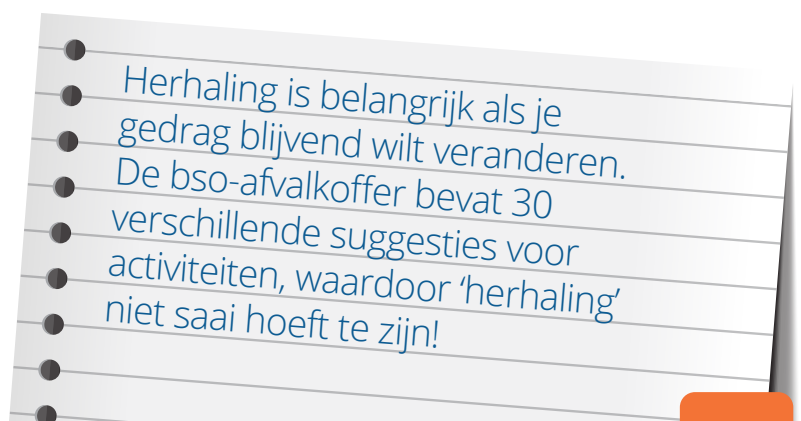 Herhaling is belangrijk als je
gedrag blijvend wilt veranderen.
De bso-afvalkoffer bevat 30
verschillende suggesties voor
activiteiten, waardoor ‘herhaling’
niet saai hoeft te zijn!